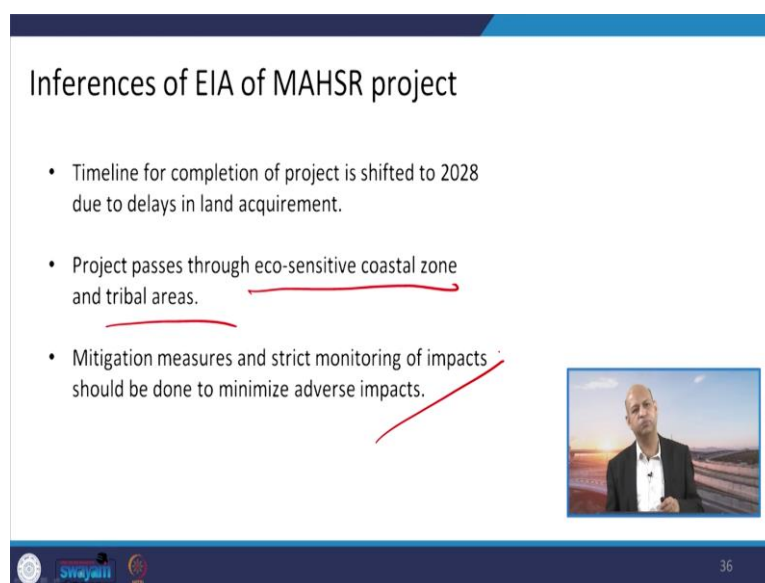 Inferences of EIA of MAHSR project
• Timeline for completion of project is shifted to 2028
due to delays in land acquirement.
• Project passes through eco-sensitive coastal zone
and tribal areas.
• Mitigation measures and strict monitoring of impacts
should be done to minimize adverse impacts.
swayam
36